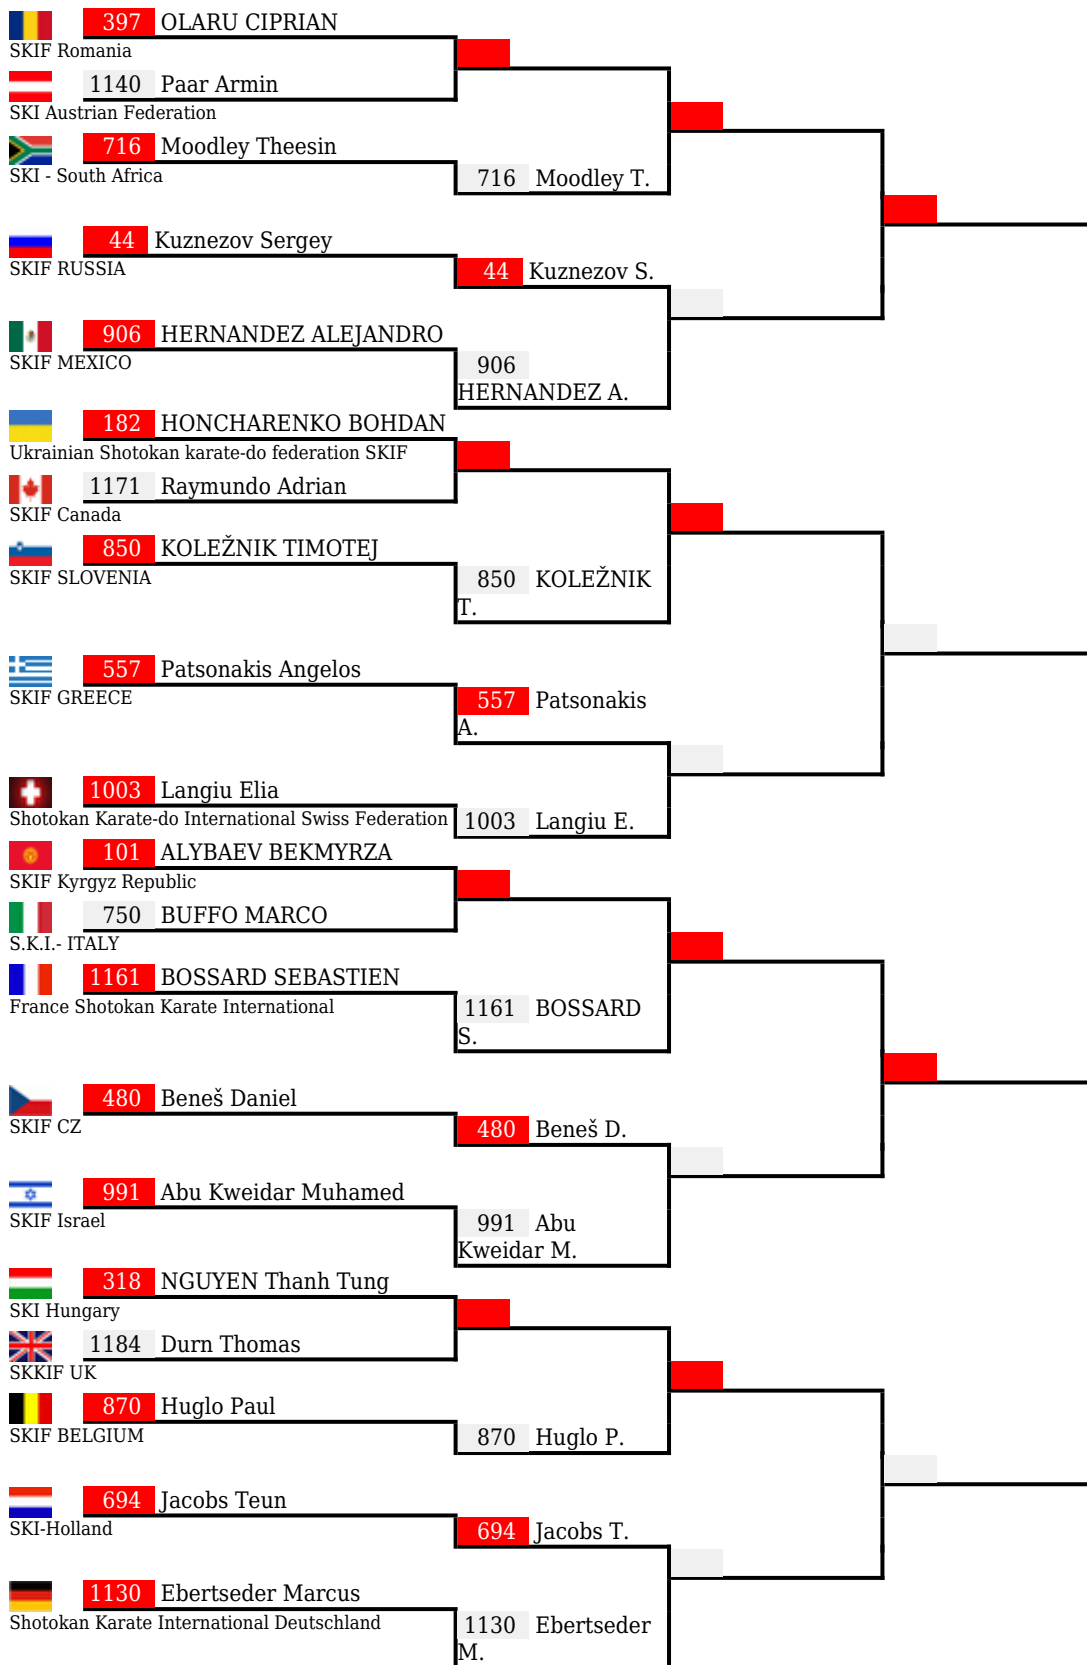 397 OLARU CIPRIAN
SKIF Romania
1140 Paar Armin
SKI Austrian Federation
716 Moodley Theesin
SKI - South Africa
716 Moodley T.
44 Kuznezov Sergey
SKIF RUSSIA
44 Kuznezov S.
906 HERNANDEZ ALEJANDRO
SKIF MEXICO
906
HERNANDEZ A.
182 HONCHARENKO BOHDAN
Ukrainian Shotokan karate-do federation SKIF
1171 Raymundo Adrian
SKIF Canada
850 KOLEŽNIK TIMOTEJ
SKIF SLOVENIA
850 KOLEŽNIK
T.
557 Patsonakis Angelos
SKIF GREECE
557 Patsonakis
A.
1003 Langiu Elia
Shotokan Karate-do International Swiss Federation
1003 Langiu E.
101 ALYBAEV BEKMYRZA
SKIF Kyrgyz Republic
750 BUFFO MARCO
S.K.I.- ITALY
1161 BOSSARD SEBASTIEN
France Shotokan Karate International
1161 BOSSARD
S.
480 Beneš Daniel
SKIF CZ
480 Beneš D.
991 Abu Kweidar Muhamed
SKIF Israel
991 Abu
Kweidar M.
318 NGUYEN Thanh Tung
SKI Hungary
1184 Durn Thomas
SKKIF UK
870 Huglo Paul
SKIF BELGIUM
870 Huglo P.
694 Jacobs Teun
SKI-Holland
694 Jacobs T.
1130 Ebertseder Marcus
Shotokan Karate International Deutschland
1130 Ebertseder
M.